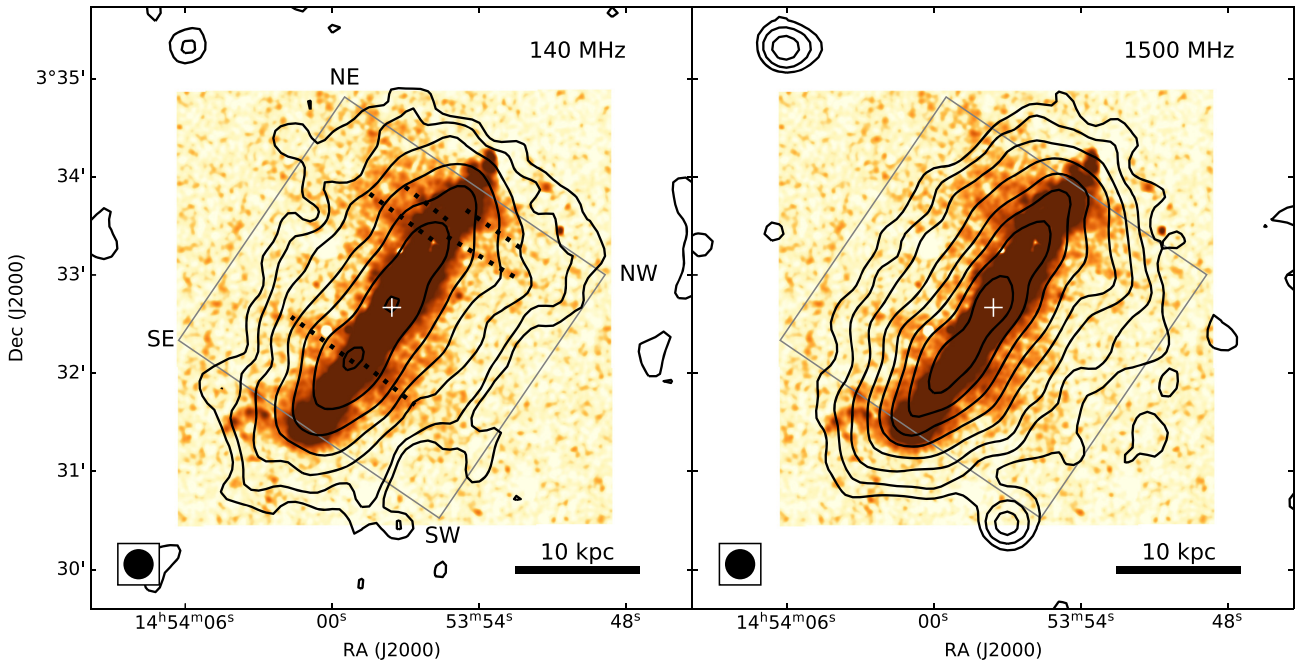 140 MHz
1500 MHz
NE
3°35'
34'
33'
32'
31'
30'
NW
SE
SW
10 kpc
10 kpc
Dec (J2000)
14ʰ54ᵐ06ˢ
00ˢ
53ᵐ54ˢ
48ˢ
14ʰ54ᵐ06ˢ
00ˢ
53ᵐ54ˢ
48ˢ
RA (J2000)
RA (J2000)